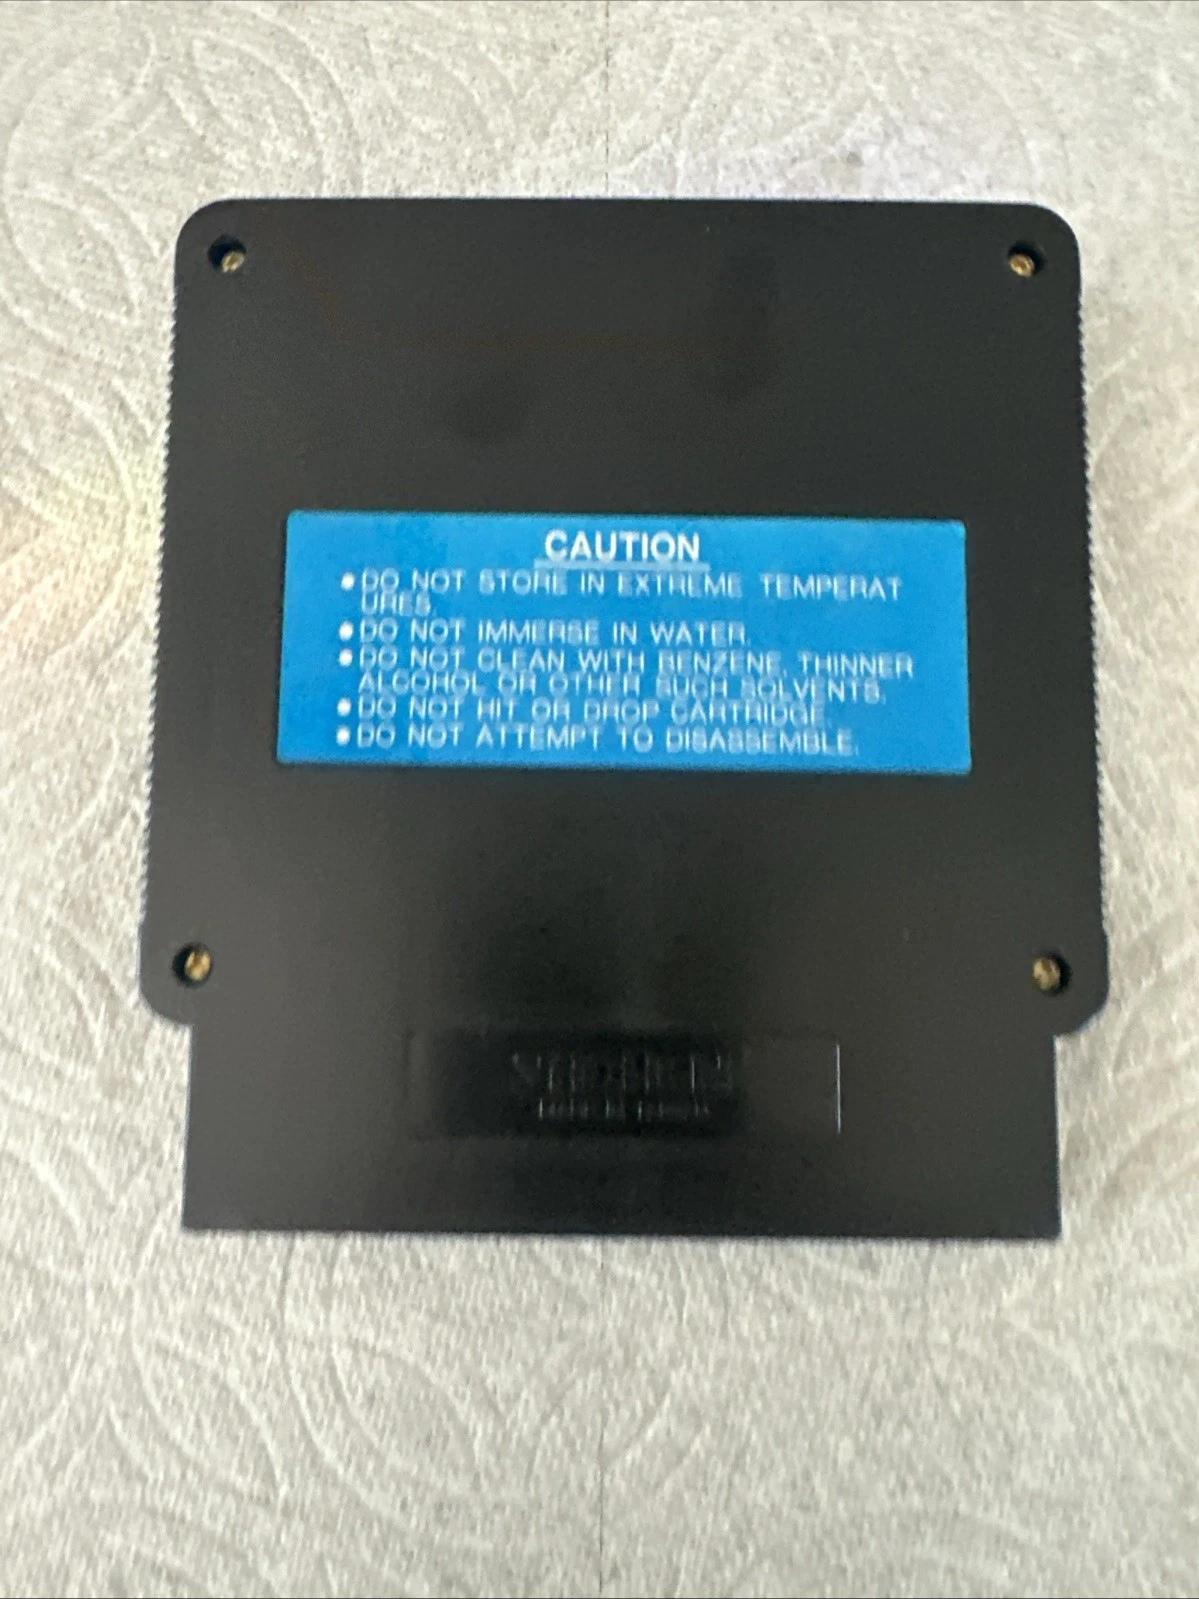 CAUTION
● DO NOT STORE IN EXTREME TEMPERAT
URES.
● DO NOT IMMERSE IN WATER.
● DO NOT CLEAN WITH BENZENE, THINNER
ALCOHOL OR OTHER SUCH SOLVENTS.
● DO NOT HIT OR DROP CARTRIDGE.
● DO NOT ATTEMPT TO DISASSEMBLE.